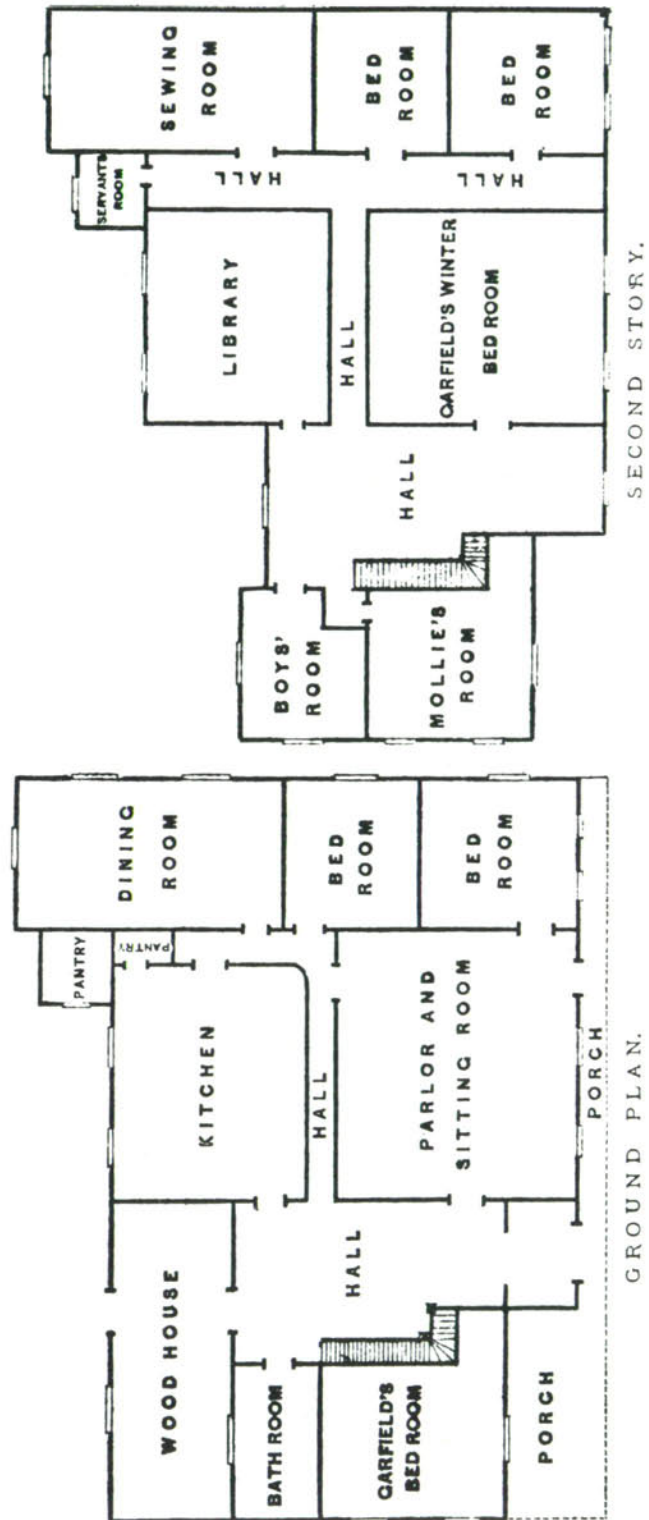 SEWING
ROOM
BED
ROOM
BED
ROOM
SERVANT'S
ROOM
HALL
HALL
LIBRARY
HALL
GARFIELD'S WINTER
BED ROOM
HALL
BOYS'
ROOM
MOLLIE'S
ROOM
SECOND STORY.
DINING
ROOM
BED
ROOM
BED
ROOM
PANTRY
PANTRY
KITCHEN
HALL
PARLOR AND
SITTING ROOM
PORCH
WOOD HOUSE
HALL
BATH ROOM
GARFIELD'S
BED ROOM
PORCH
GROUND PLAN.